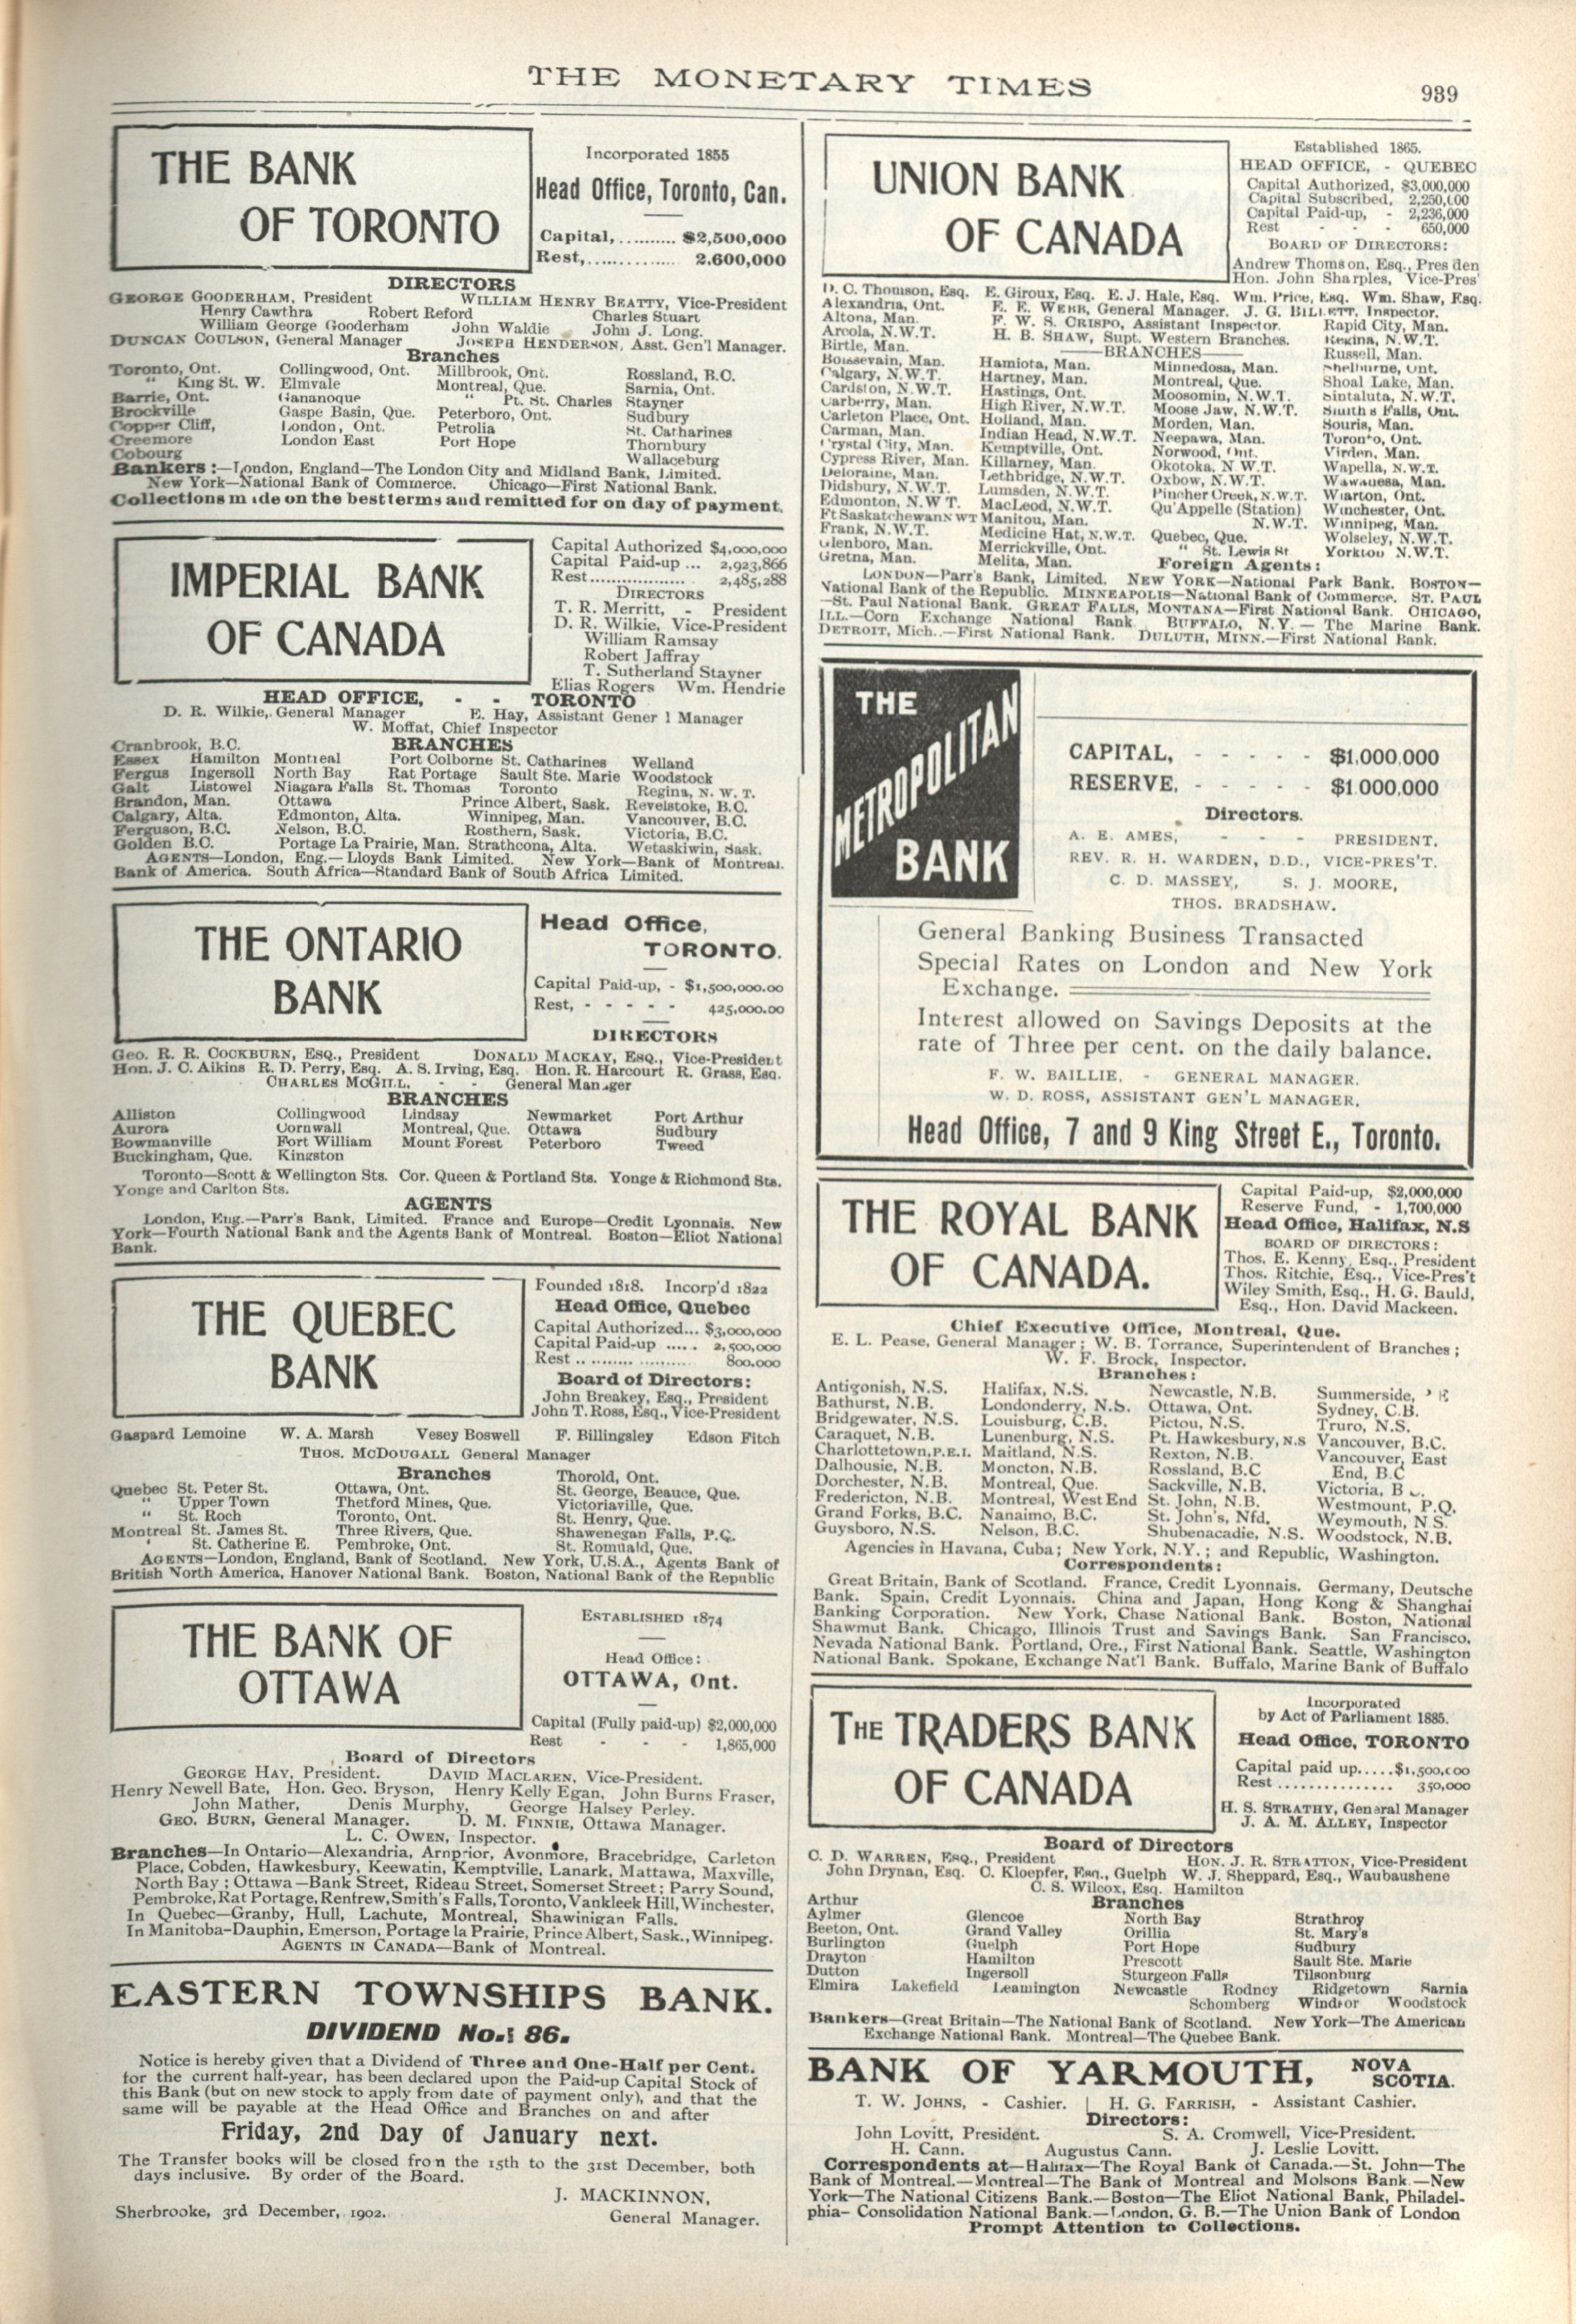 THE MONETARY TIMES
939
THE BANK
OF TORONTO
Incorporated 1855
Head Office, Toronto, Can.
Capital,.......... $2,500,000
Rest,.............. 2.600,000
DIRECTORS
GEORGE GOODERHAM, President WILLIAM HENRY BEATTY, Vice-President
Henry Cawthra Robert Reford Charles Stuart
William George Gooderham John Waldie John J. Long.
DUNCAN COULSON, General Manager JOSEPH HENDERSON, Asst. Gen'l Manager.
Branches
Toronto, Ont. Collingwood, Ont. Millbrook, Ont. Rossland, B.C.
" King St. W. Elmvale Montreal, Que. Sarnia, Ont.
Barrie, Ont. Gananoque " Pt. St. Charles Stayner
Brockville Gaspe Basin, Que. Peterboro, Ont. Sudbury
Copper Cliff, London, Ont. Petrolia St. Catharines
Creemore London East Port Hope Thornbury
Cobourg Wallaceburg
Bankers:—London, England—The London City and Midland Bank, Limited.
New York—National Bank of Commerce. Chicago—First National Bank.
Collections made on the best terms and remitted for on day of payment.
IMPERIAL BANK
OF CANADA
Capital Authorized $4,000,000
Capital Paid-up ... 2,923,866
Rest.................. 2,485,288
DIRECTORS
T. R. Merritt, - President
D. R. Wilkie, Vice-President
William Ramsay
Robert Jaffray
T. Sutherland Stayner
Elias Rogers Wm. Hendrie
HEAD OFFICE, - - TORONTO
D. R. Wilkie, General Manager E. Hay, Assistant Gener l Manager
W. Moffat, Chief Inspector
BRANCHES
Cranbrook, B.C.
Essex Hamilton Montreal Port Colborne St. Catharines Welland
Fergus Ingersoll North Bay Rat Portage Sault Ste. Marie Woodstock
Galt Listowel Niagara Falls St. Thomas Toronto Regina, N. W. T.
Brandon, Man. Ottawa Prince Albert, Sask. Revelstoke, B.C.
Calgary, Alta. Edmonton, Alta. Winnipeg, Man. Vancouver, B.C.
Ferguson, B.C. Nelson, B.C. Rosthern, Sask. Victoria, B.C.
Golden B.C. Portage La Prairie, Man. Strathcona, Alta. Wetaskiwin, Sask.
AGENTS—London, Eng.—Lloyds Bank Limited. New York—Bank of Montreal.
Bank of America. South Africa—Standard Bank of South Africa Limited.
THE ONTARIO
BANK
Head Office,
TORONTO.
Capital Paid-up, - $1,500,000.00
Rest, - - - - - 425,000.00
DIRECTORS
Geo. R. R. COCKBURN, ESQ., President DONALD MACKAY, ESQ., Vice-President
Hon. J. C. Aikins R. D. Perry, Esq. A. S. Irving, Esq. Hon. R. Harcourt R. Grass, Esq.
CHARLES MCGILL, - - General Manager
BRANCHES
Alliston Collingwood Lindsay Newmarket Port Arthur
Aurora Cornwall Montreal, Que. Ottawa Sudbury
Bowmanville Fort William Mount Forest Peterboro Tweed
Buckingham, Que. Kingston
Toronto—Scott & Wellington Sts. Cor. Queen & Portland Sts. Yonge & Richmond Sts.
Yonge and Carlton Sts.
AGENTS
London, Eng.—Parr's Bank, Limited. France and Europe—Credit Lyonnais. New
York—Fourth National Bank and the Agents Bank of Montreal. Boston—Eliot National
Bank.
THE QUEBEC
BANK
Founded 1818. Incorp'd 1822
Head Office, Quebec
Capital Authorized... $3,000,000
Capital Paid-up ..... 2,500,000
Rest .. ......... .......... 800.000
Board of Directors:
John Breakey, Esq., President
John T. Ross, Esq., Vice-President
Gaspard Lemoine W. A. Marsh Vesey Boswell F. Billingsley Edson Fitch
THOS. MCDOUGALL General Manager
Branches Thorold, Ont.
Quebec St. Peter St. Ottawa, Ont. St. George, Beauce, Que.
" Upper Town Thetford Mines, Que. Victoriaville, Que.
" St. Roch Toronto, Ont. St. Henry, Que.
Montreal St. James St. Three Rivers, Que. Shawenegan Falls, P.Q.
' St. Catherine E. Pembroke, Ont. St. Romuald, Que.
AGENTS—London, England, Bank of Scotland. New York, U.S.A., Agents Bank of
British North America, Hanover National Bank. Boston, National Bank of the Republic
THE BANK OF
OTTAWA
ESTABLISHED 1874
Head Office:
OTTAWA, Ont.
Capital (Fully paid-up) $2,000,000
Rest - - - 1,865,000
Board of Directors
GEORGE HAY, President. DAVID MACLAREN, Vice-President.
Henry Newell Bate, Hon. Geo. Bryson, Henry Kelly Egan, John Burns Fraser,
John Mather, Denis Murphy, George Halsey Perley.
GEO. BURN, General Manager. D. M. FINNIE, Ottawa Manager.
L. C. OWEN, Inspector.
Branches—In Ontario—Alexandria, Arnprior, Avonmore, Bracebridge, Carleton
Place, Cobden, Hawkesbury, Keewatin, Kemptville, Lanark, Mattawa, Maxville,
North Bay; Ottawa—Bank Street, Rideau Street, Somerset Street; Parry Sound,
Pembroke, Rat Portage, Renfrew, Smith's Falls, Toronto, Vankleek Hill, Winchester,
In Quebec—Granby, Hull, Lachute, Montreal, Shawinigan Falls.
In Manitoba-Dauphin, Emerson, Portage la Prairie, Prince Albert, Sask., Winnipeg.
AGENTS IN CANADA—Bank of Montreal.
EASTERN TOWNSHIPS BANK.
DIVIDEND No. 86.
Notice is hereby given that a Dividend of Three and One-Half per Cent.
for the current half-year, has been declared upon the Paid-up Capital Stock of
this Bank (but on new stock to apply from date of payment only), and that the
same will be payable at the Head Office and Branches on and after
Friday, 2nd Day of January next.
The Transfer books will be closed from the 15th to the 31st December, both
days inclusive. By order of the Board.
J. MACKINNON,
Sherbrooke, 3rd December, 1902. General Manager.
UNION BANK
OF CANADA
Established 1865.
HEAD OFFICE, - QUEBEC
Capital Authorized, $3,000,000
Capital Subscribed, 2,250,000
Capital Paid-up, - 2,236,000
Rest - - - 650,000
BOARD OF DIRECTORS:
Andrew Thomson, Esq., Presiden
Hon. John Sharples, Vice-Pres'
D. C. Thomson, Esq. E. Giroux, Esq. E. J. Hale, Esq. Wm. Price, Esq. Wm. Shaw, Esq.
Alexandria, Ont. E. E. WEBB, General Manager. J. G. BILLETT, Inspector.
Altona, Man. F. W. S. CRISPO, Assistant Inspector. Rapid City, Man.
Arcola, N.W.T. H. B. SHAW, Supt. Western Branches. Regina, N.W.T.
Birtle, Man. ——BRANCHES—— Russell, Man.
Boissevain, Man. Hamiota, Man. Minnedosa, Man. Shelburne, Ont.
Calgary, N.W.T. Hartney, Man. Montreal, Que. Shoal Lake, Man.
Cardston, N.W.T. Hastings, Ont. Moosomin, N.W.T. Sintaluta, N.W.T.
Carberry, Man. High River, N.W.T. Moose Jaw, N.W.T. Smith's Falls, Ont.
Carleton Place, Ont. Holland, Man. Morden, Man. Souris, Man.
Carman, Man. Indian Head, N.W.T. Neepawa, Man. Toronto, Ont.
Crystal City, Man. Kemptville, Ont. Norwood, Ont. Virden, Man.
Cypress River, Man. Killarney, Man. Okotoka, N.W.T. Wapella, N.W.T.
Deloraine, Man. Lethbridge, N.W.T. Oxbow, N.W.T. Wawanesa, Man.
Didsbury, N.W.T. Lumsden, N.W.T. Pincher Creek, N.W.T. Wiarton, Ont.
Edmonton, N.W T. MacLeod, N.W.T. Qu'Appelle (Station) Winchester, Ont.
Ft Saskatchewan N W T Manitou, Man. N.W.T. Winnipeg, Man.
Frank, N.W.T. Medicine Hat, N.W.T. Quebec, Que. Wolseley, N.W.T.
Glenboro, Man. Merrickville, Ont. " St. Lewis St Yorkton N.W.T.
Gretna, Man. Melita, Man. Foreign Agents:
LONDON—Parr's Bank, Limited. NEW YORK—National Park Bank. BOSTON—
National Bank of the Republic. MINNEAPOLIS—National Bank of Commerce. ST. PAUL
—St. Paul National Bank. GREAT FALLS, MONTANA—First National Bank. CHICAGO,
ILL.—Corn Exchange National Bank. BUFFALO, N.Y.—The Marine Bank.
DETROIT, Mich..—First National Bank. DULUTH, MINN.—First National Bank.
THE
METROPOLITAN
BANK
CAPITAL, - - - - - $1,000,000
RESERVE, - - - - - $1,000,000
Directors.
A. E. AMES, - - - PRESIDENT.
REV. R. H. WARDEN, D.D., VICE-PRES'T.
C. D. MASSEY, S. J. MOORE,
THOS. BRADSHAW.
General Banking Business Transacted
Special Rates on London and New York
Exchange.
Interest allowed on Savings Deposits at the
rate of Three per cent. on the daily balance.
F. W. BAILLIE, - GENERAL MANAGER.
W. D. ROSS, ASSISTANT GEN'L MANAGER.
Head Office, 7 and 9 King Street E., Toronto.
THE ROYAL BANK
OF CANADA.
Capital Paid-up, $2,000,000
Reserve Fund, - 1,700,000
Head Office, Halifax, N.S
BOARD OF DIRECTORS:
Thos. E. Kenny, Esq., President
Thos. Ritchie, Esq., Vice-Pres't
Wiley Smith, Esq., H. G. Bauld,
Esq., Hon. David Mackeen.
Chief Executive Office, Montreal, Que.
E. L. Pease, General Manager; W. B. Torrance, Superintendent of Branches;
W. F. Brock, Inspector.
Branches:
Antigonish, N.S. Halifax, N.S. Newcastle, N.B. Summerside,
Bathurst, N.B. Londonderry, N.S. Ottawa, Ont. Sydney, C.B.
Bridgewater, N.S. Louisburg, C.B. Pictou, N.S. Truro, N.S.
Caraquet, N.B. Lunenburg, N.S. Pt. Hawkesbury, N.S Vancouver, B.C.
Charlottetown, P.E.I. Maitland, N.S. Rexton, N.B. Vancouver, East
Dalhousie, N.B. Moncton, N.B. Rossland, B.C End, B.C
Dorchester, N.B. Montreal, Que. Sackville, N.B. Victoria, B.C.
Fredericton, N.B. Montreal, West End St. John, N.B. Westmount, P.Q.
Grand Forks, B.C. Nanaimo, B.C. St. John's, Nfd. Weymouth, N.S.
Guysboro, N.S. Nelson, B.C. Shubenacadie, N.S. Woodstock, N.B.
Agencies in Havana, Cuba; New York, N.Y.; and Republic, Washington.
Correspondents:
Great Britain, Bank of Scotland. France, Credit Lyonnais. Germany, Deutsche
Bank. Spain, Credit Lyonnais. China and Japan, Hong Kong & Shanghai
Banking Corporation. New York, Chase National Bank. Boston, National
Shawmut Bank. Chicago, Illinois Trust and Savings Bank. San Francisco,
Nevada National Bank. Portland, Ore., First National Bank. Seattle, Washington
National Bank. Spokane, Exchange Nat'l Bank. Buffalo, Marine Bank of Buffalo
THE TRADERS BANK
OF CANADA
Incorporated
by Act of Parliament 1885.
Head Office, TORONTO
Capital paid up.....$1,500,000
Rest............... 350,000
H. S. STRATHY, General Manager
J. A. M. ALLEY, Inspector
Board of Directors
C. D. WARREN, ESQ., President HON. J. R. STRATTON, Vice-President
John Drynan, Esq. C. Kloepfer, Esq., Guelph W. J. Sheppard, Esq., Waubaushene
C. S. Wilcox, Esq. Hamilton
Arthur Branches
Aylmer Glencoe North Bay Strathroy
Beeton, Ont. Grand Valley Orillia St. Mary's
Burlington Guelph Port Hope Sudbury
Drayton Hamilton Prescott Sault Ste. Marie
Dutton Ingersoll Sturgeon Falls Tilsonburg
Elmira Lakefield Leamington Newcastle Rodney Ridgetown Sarnia
Schomberg Windsor Woodstock
Bankers—Great Britain—The National Bank of Scotland. New York—The American
Exchange National Bank. Montreal—The Quebec Bank.
BANK OF YARMOUTH, NOVA
SCOTIA.
T. W. JOHNS, - Cashier. | H. G. FARRISH, - Assistant Cashier.
Directors:
John Lovitt, President. S. A. Cromwell, Vice-President.
H. Cann. Augustus Cann. J. Leslie Lovitt.
Correspondents at—Halifax—The Royal Bank of Canada.—St. John—The
Bank of Montreal.—Montreal—The Bank of Montreal and Molsons Bank.—New
York—The National Citizens Bank.—Boston—The Eliot National Bank, Philadel-
phia— Consolidation National Bank.—London, G. B.—The Union Bank of London
Prompt Attention to Collections.